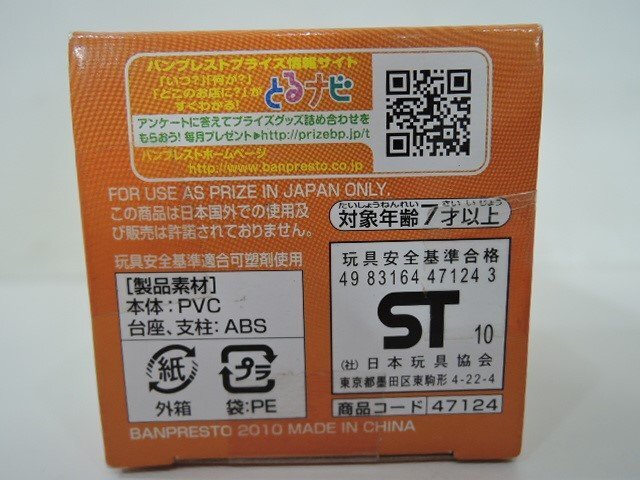 バンプレストプライズ情報サイト
「いつ?」「何が?」
「どこのお店に?」が
すぐわかる!
とるナビ
アンケートに答えてプライズグッズ詰め合わせを
もらおう! 毎月プレゼント▶http://prizebp.jp/t
バンプレストホームページ
http://www.banpresto.co.jp
FOR USE AS PRIZE IN JAPAN ONLY.
この商品は日本国外での使用及
び販売は許諾されておりません。
玩具安全基準適合可塑剤使用
たいしょうねんれい さい いじょう
対象年齢7才以上
[製品素材]
本体:PVC
台座、支柱:ABS
紙
外箱
プラ
袋:PE
玩具安全基準合格
49 83164 47124 3
ST
10
(社) 日本玩具協会
東京都墨田区東駒形 4-22-4
商品コード 47124
BANPRESTO 2010 MADE IN CHINA